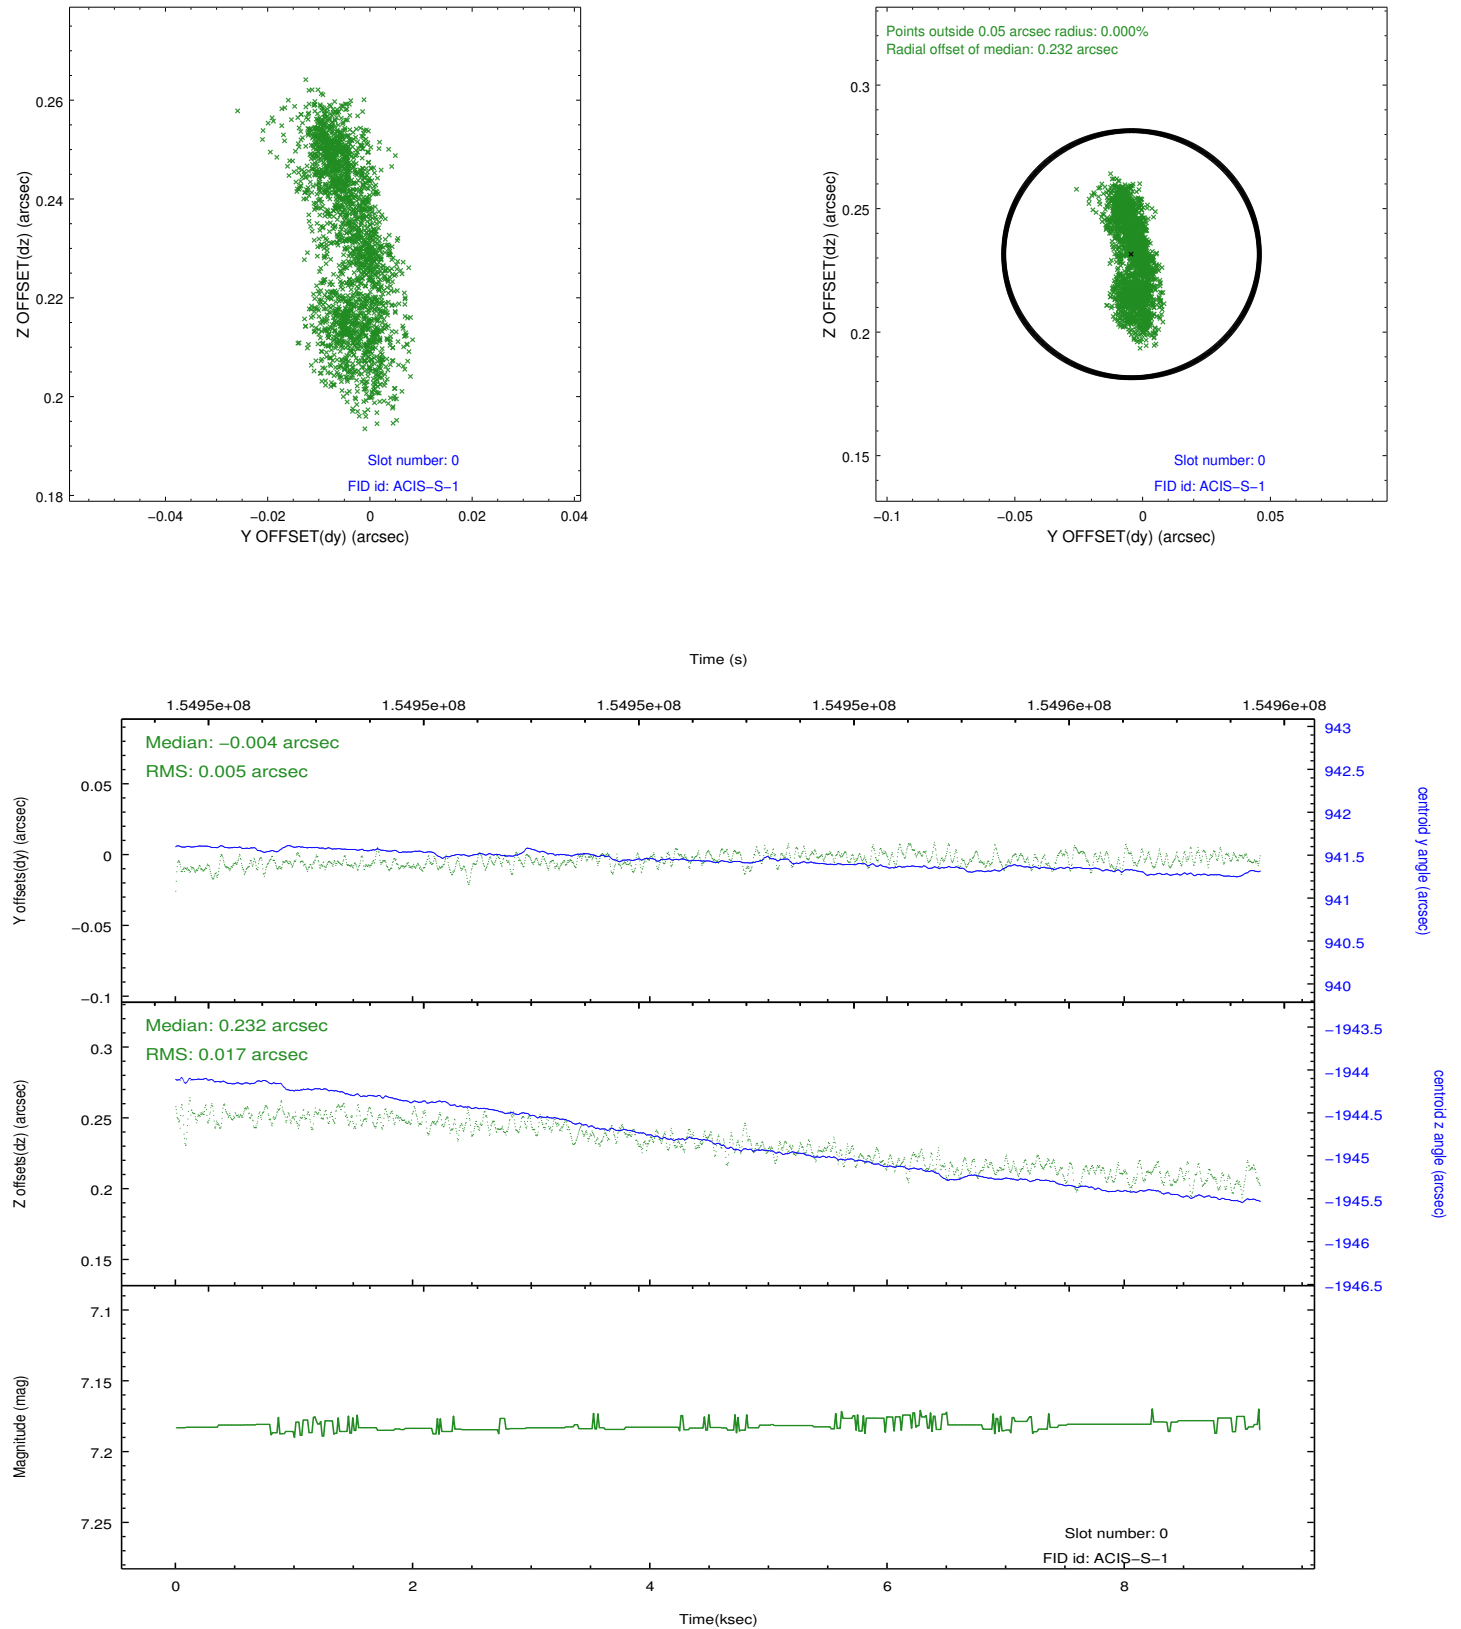 0.26
0.24
0.22
0.2
0.18
Z OFFSET(dz) (arcsec)
Slot number: 0
FID id: ACIS−S−1
−0.04
−0.02
0
0.02
0.04
Y OFFSET(dy) (arcsec)
Points outside 0.05 arcsec radius: 0.000%
Radial offset of median: 0.232 arcsec
0.3
0.25
0.2
0.15
Z OFFSET(dz) (arcsec)
Slot number: 0
FID id: ACIS−S−1
−0.1
−0.05
0
0.05
Y OFFSET(dy) (arcsec)
Time (s)
1.5495e+08
1.5495e+08
1.5495e+08
1.5495e+08
1.5496e+08
1.5496e+08
Median: −0.004 arcsec
RMS: 0.005 arcsec
0.05
0
−0.05
−0.1
Y offsets(dy) (arcsec)
943
942.5
942
941.5
941
940.5
940
centroid y angle (arcsec)
Median: 0.232 arcsec
RMS: 0.017 arcsec
0.3
0.25
0.2
0.15
Z offsets(dz) (arcsec)
−1943.5
−1944
−1944.5
−1945
−1945.5
−1946
−1946.5
centroid z angle (arcsec)
7.1
7.15
7.2
7.25
Magnitude (mag)
Slot number: 0
FID id: ACIS−S−1
0
2
4
6
8
Time(ksec)